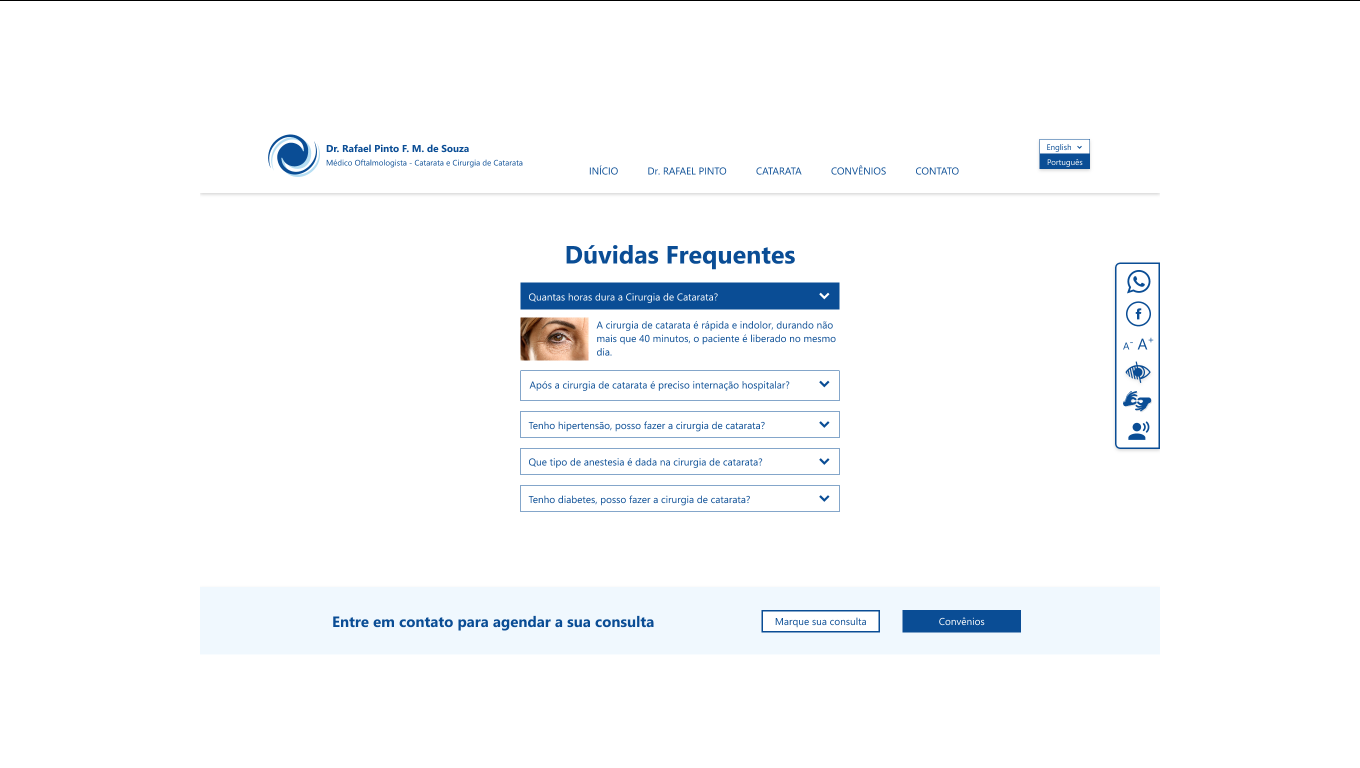 Dr. Rafael Pinto F. M. de Souza
Médico Oftalmologista - Catarata e Cirurgia de Catarata
INÍCIO
Dr. RAFAEL PINTO
CATARATA
CONVÊNIOS
CONTATO
English
Português
Dúvidas Frequentes
Quantas horas dura a Cirurgia de Catarata?
A cirurgia de catarata é rápida e indolor, durando não
mais que 40 minutos, o paciente é liberado no mesmo
dia.
Após a cirurgia de catarata é preciso internação hospitalar?
Tenho hipertensão, posso fazer a cirurgia de catarata?
Que tipo de anestesia é dada na cirurgia de catarata?
Tenho diabetes, posso fazer a cirurgia de catarata?
A- A+
Entre em contato para agendar a sua consulta
Marque sua consulta
Convênios